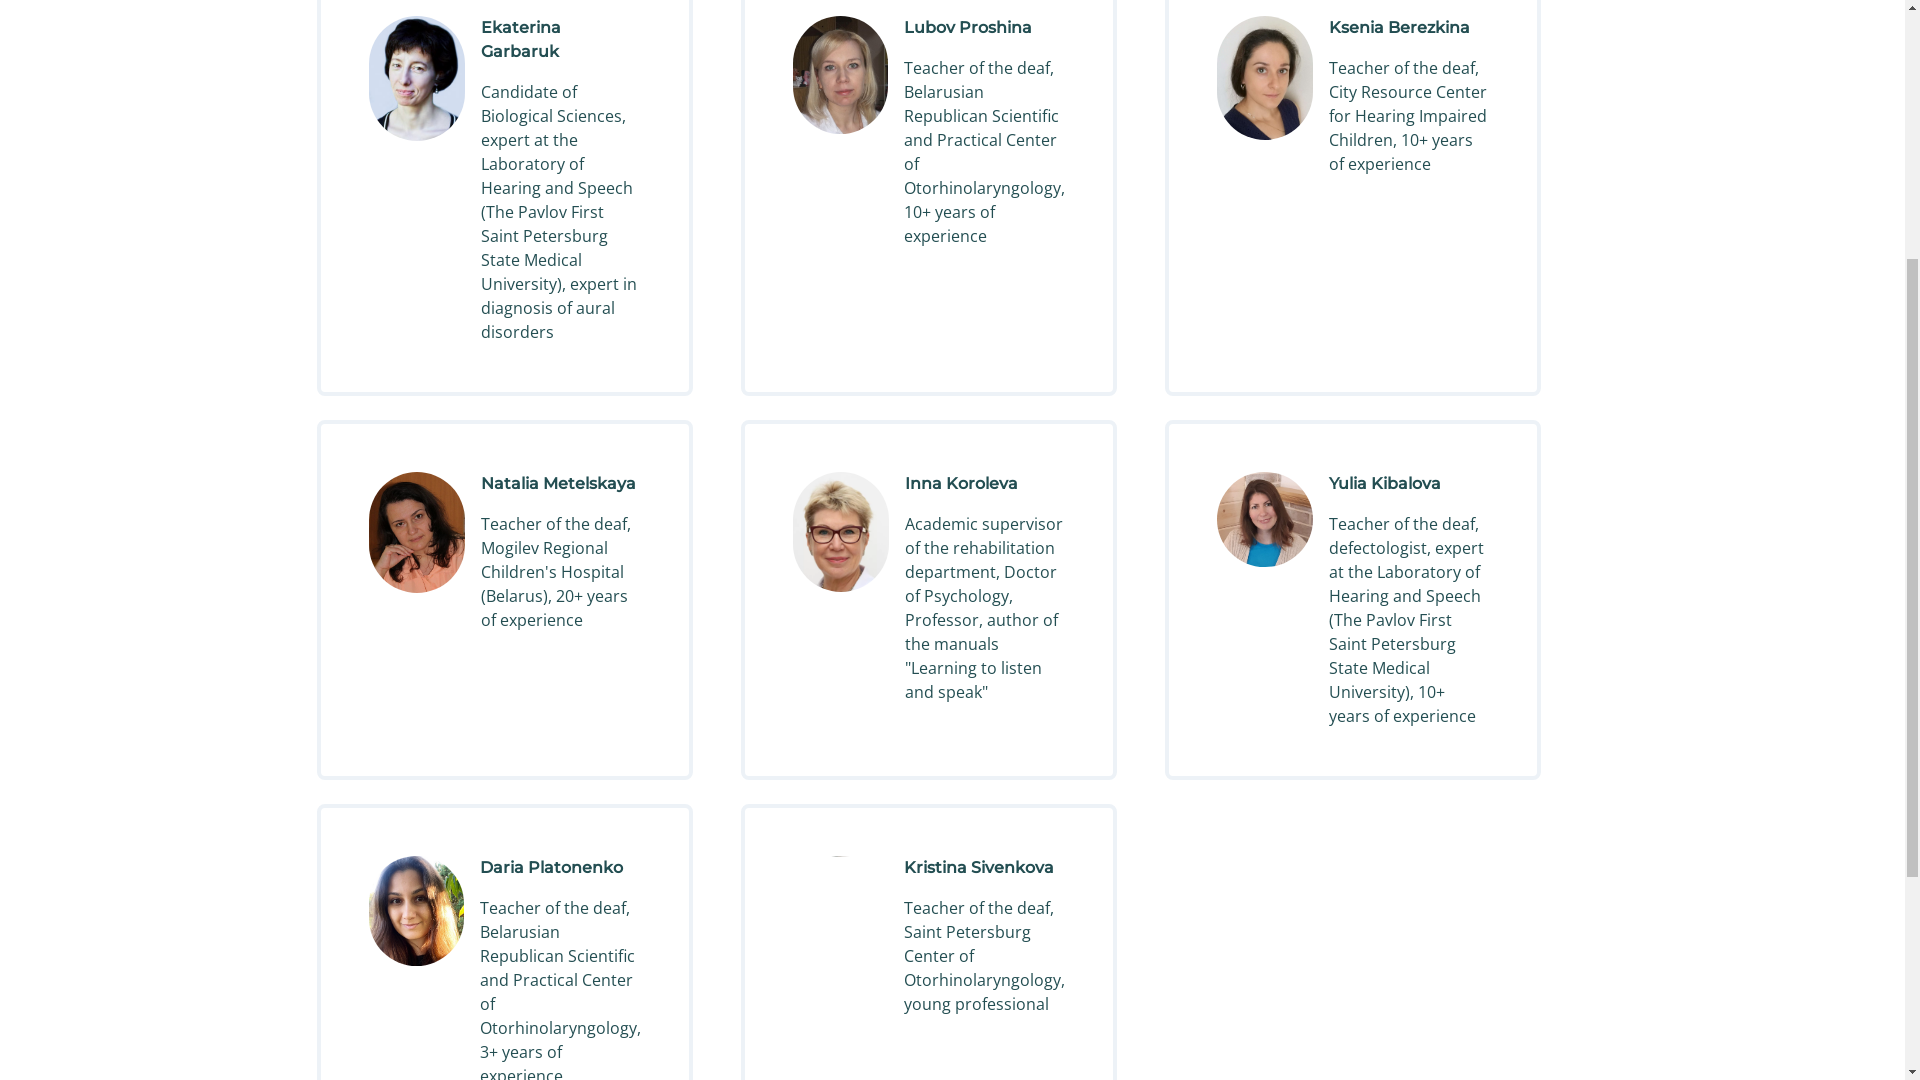 Ekaterina
Garbaruk
Candidate of
Biological Sciences,
expert at the
Laboratory of
Hearing and Speech
(The Pavlov First
Saint Petersburg
State Medical
University), expert in
diagnosis of aural
disorders
Lubov Proshina
Teacher of the deaf,
Belarusian
Republican Scientific
and Practical Center
of
Otorhinolaryngology,
10+ years of
experience
Ksenia Berezkina
Teacher of the deaf,
City Resource Center
for Hearing Impaired
Children, 10+ years
of experience
Natalia Metelskaya
Teacher of the deaf,
Mogilev Regional
Children's Hospital
(Belarus), 20+ years
of experience
Inna Koroleva
Academic supervisor
of the rehabilitation
department, Doctor
of Psychology,
Professor, author of
the manuals
"Learning to listen
and speak"
Yulia Kibalova
Teacher of the deaf,
defectologist, expert
at the Laboratory of
Hearing and Speech
(The Pavlov First
Saint Petersburg
State Medical
University), 10+
years of experience
Daria Platonenko
Teacher of the deaf,
Belarusian
Republican Scientific
and Practical Center
of
Otorhinolaryngology,
3+ years of
experience
Kristina Sivenkova
Teacher of the deaf,
Saint Petersburg
Center of
Otorhinolaryngology,
young professional